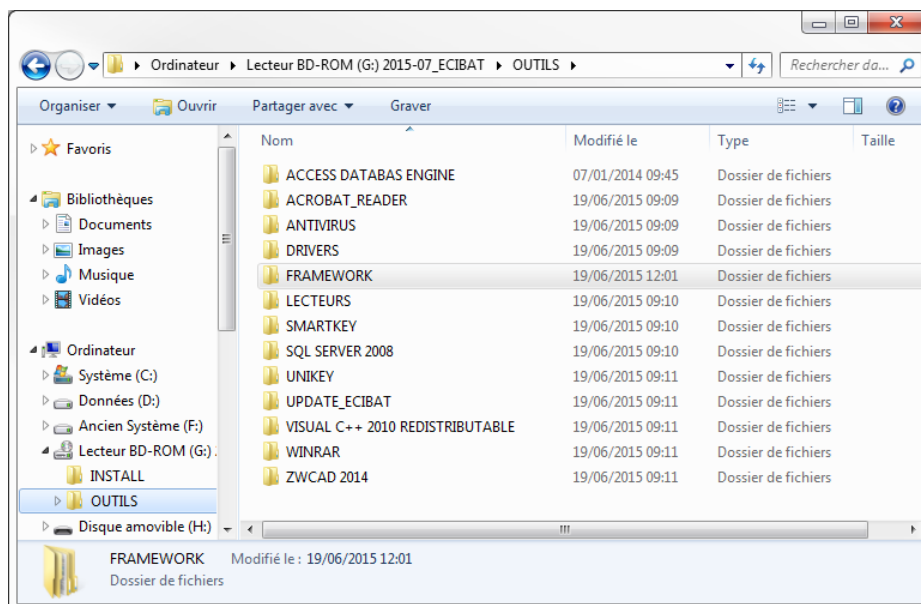 Ordinateur Lecteur BD-ROM (G:) 2015-07_ECIBAT OUTILS
Rechercher da...
Organiser Ouvrir Partager avec Graver
Favoris
Bibliothèques
Documents
Images
Musique
Vidéos
Ordinateur
Système (C:)
Données (D:)
Ancien Système (F:)
Lecteur BD-ROM (G:)
INSTALL
OUTILS
Disque amovible (H:)
Nom Modifié le Type Taille
ACCESS DATABAS ENGINE 07/01/2014 09:45 Dossier de fichiers
ACROBAT_READER 19/06/2015 09:09 Dossier de fichiers
ANTIVIRUS 19/06/2015 09:09 Dossier de fichiers
DRIVERS 19/06/2015 09:09 Dossier de fichiers
FRAMEWORK 19/06/2015 12:01 Dossier de fichiers
LECTEURS 19/06/2015 09:10 Dossier de fichiers
SMARTKEY 19/06/2015 09:10 Dossier de fichiers
SQL SERVER 2008 19/06/2015 09:10 Dossier de fichiers
UNIKEY 19/06/2015 09:11 Dossier de fichiers
UPDATE_ECIBAT 19/06/2015 09:11 Dossier de fichiers
VISUAL C++ 2010 REDISTRIBUTABLE 19/06/2015 09:11 Dossier de fichiers
WINRAR 19/06/2015 09:11 Dossier de fichiers
ZWCAD 2014 19/06/2015 09:11 Dossier de fichiers
FRAMEWORK Modifié le : 19/06/2015 12:01
Dossier de fichiers